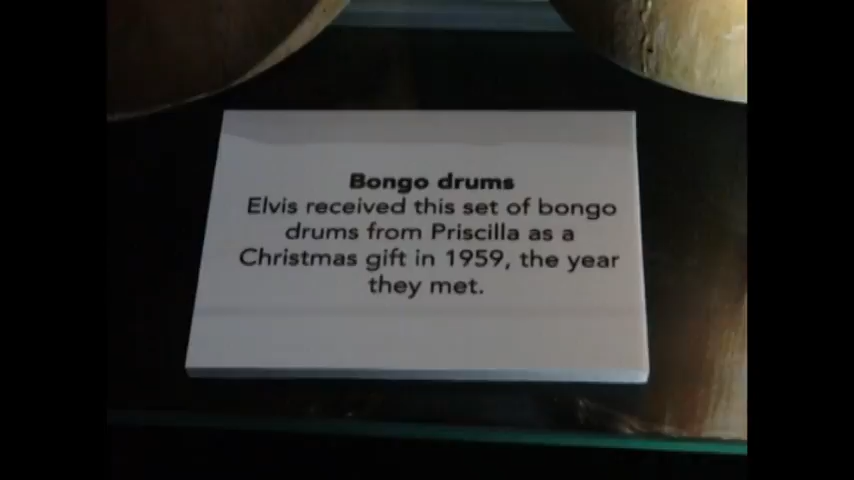 Bongo drums
Elvis received this set of bongo
drums from Priscilla as a
Christmas gift in 1959, the year
they met.